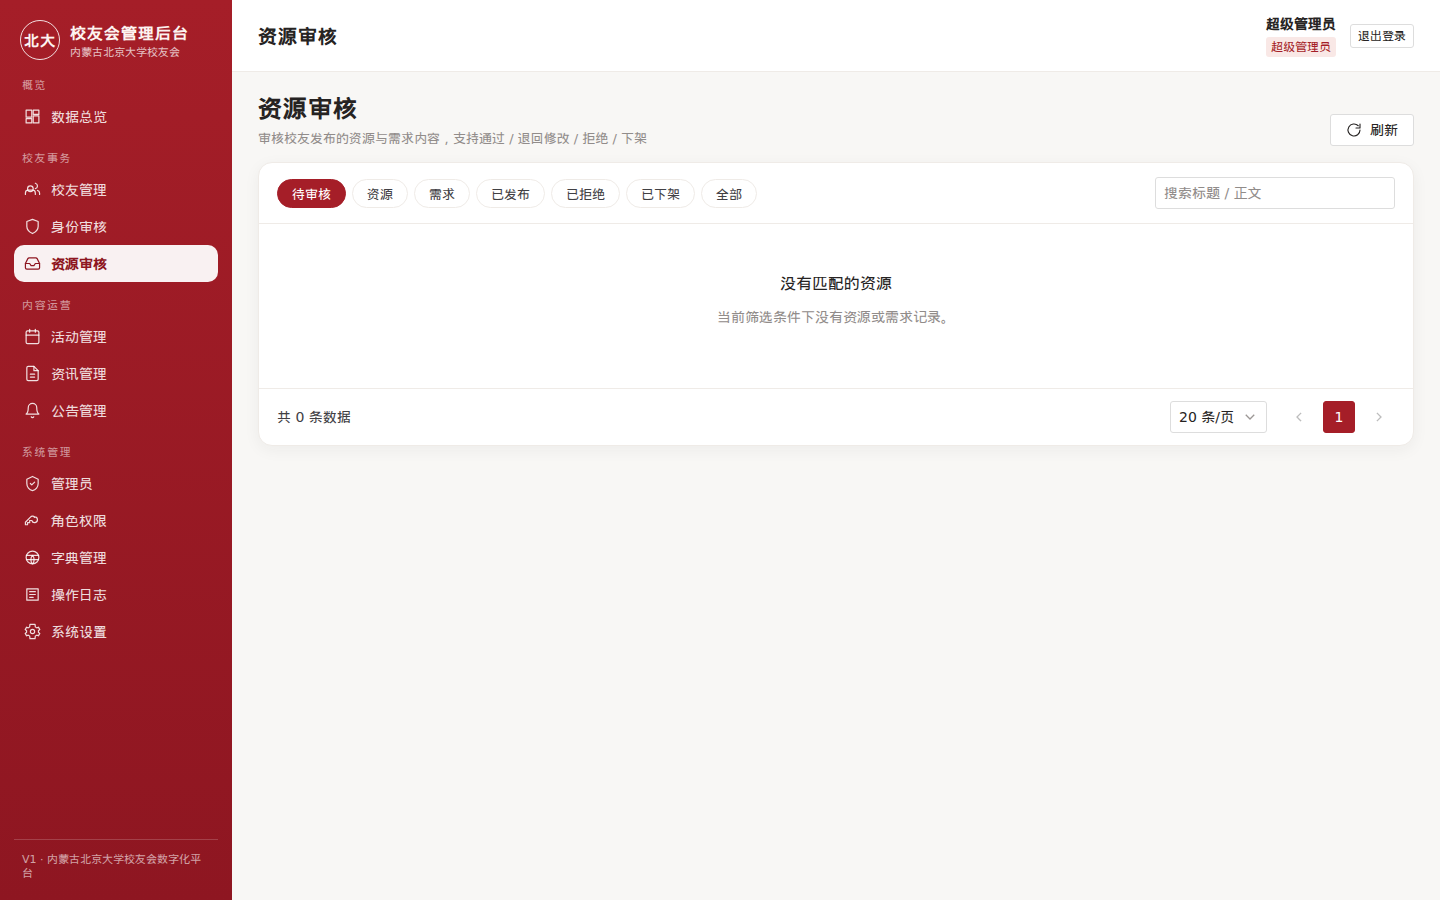 北大
校友会管理后台
内蒙古北京大学校友会
概览
数据总览
校友事务
校友管理
身份审核
资源审核
内容运营
活动管理
资讯管理
公告管理
系统管理
管理员
角色权限
字典管理
操作日志
系统设置
V1 · 内蒙古北京大学校友会数字化平
台
资源审核
超级管理员
超级管理员
退出登录
资源审核
审核校友发布的资源与需求内容，支持通过 / 退回修改 / 拒绝 / 下架
刷新
待审核 资源 需求 已发布 已拒绝 已下架 全部
搜索标题 / 正文
没有匹配的资源
当前筛选条件下没有资源或需求记录。
共 0 条数据
20 条/页
1